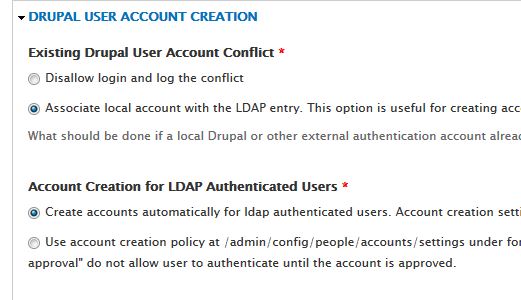 DRUPAL USER ACCOUNT CREATION
Existing Drupal User Account Conflict *
Disallow login and log the conflict
Associate local account with the LDAP entry. This option is useful for creating acc
What should be done if a local Drupal or other external authentication account alrea
Account Creation for LDAP Authenticated Users *
Create accounts automatically for ldap authenticated users. Account creation setti
Use account creation policy at /admin/config/people/accounts/settings under for
approval" do not allow user to authenticate until the account is approved.